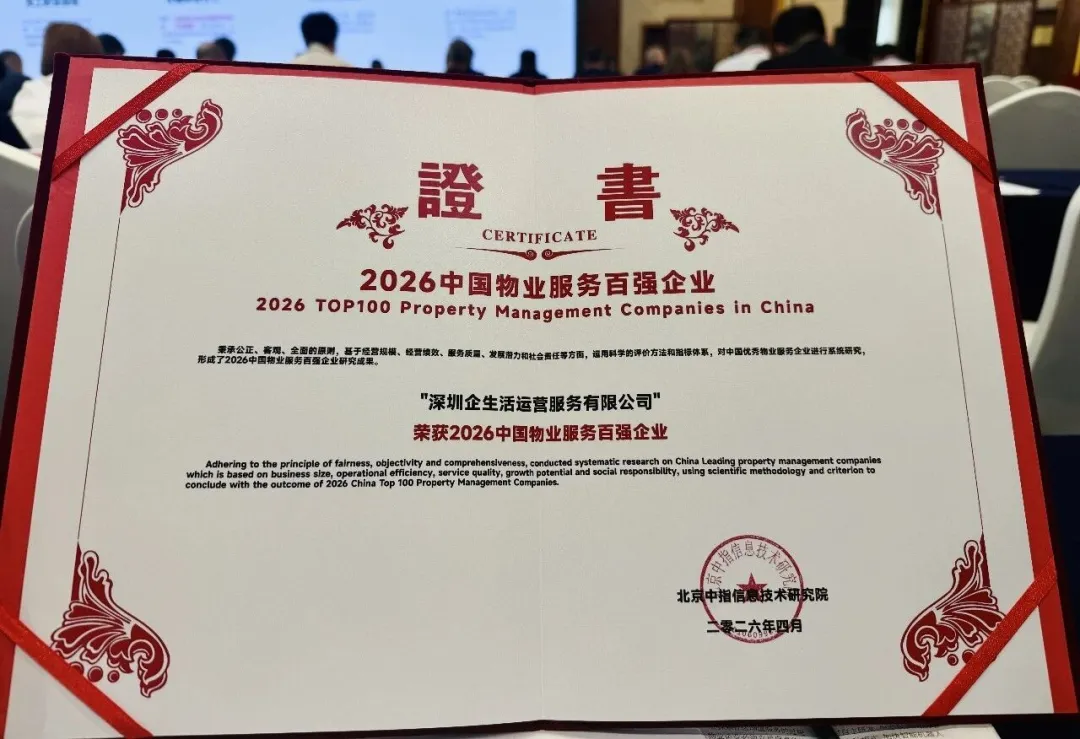 證 書
CERTIFICATE
2026中国物业服务百强企业
2026 TOP100 Property Management Companies in China
秉承公正、客观、全面的原则，基于经营规模、经营绩效、服务质量、发展潜力和社会责任等方面，运用科学的评价方法和指标体系，对中国优秀物业服务企业进行系统研究，
形成了2026中国物业服务百强企业研究成果。
"深圳企生活运营服务有限公司"
荣获2026中国物业服务百强企业
Adhering to the principle of fairness, objectivity and comprehensiveness, conducted systematic research on China Leading property management companies
which is based on business size, operational efficiency, service quality, growth potential and social responsibility, using scientific methodology and criterion to
conclude with the outcome of 2026 China Top 100 Property Management Companies.
京中指信息技术研究
北京中指信息技术研究院
二零二六年四月